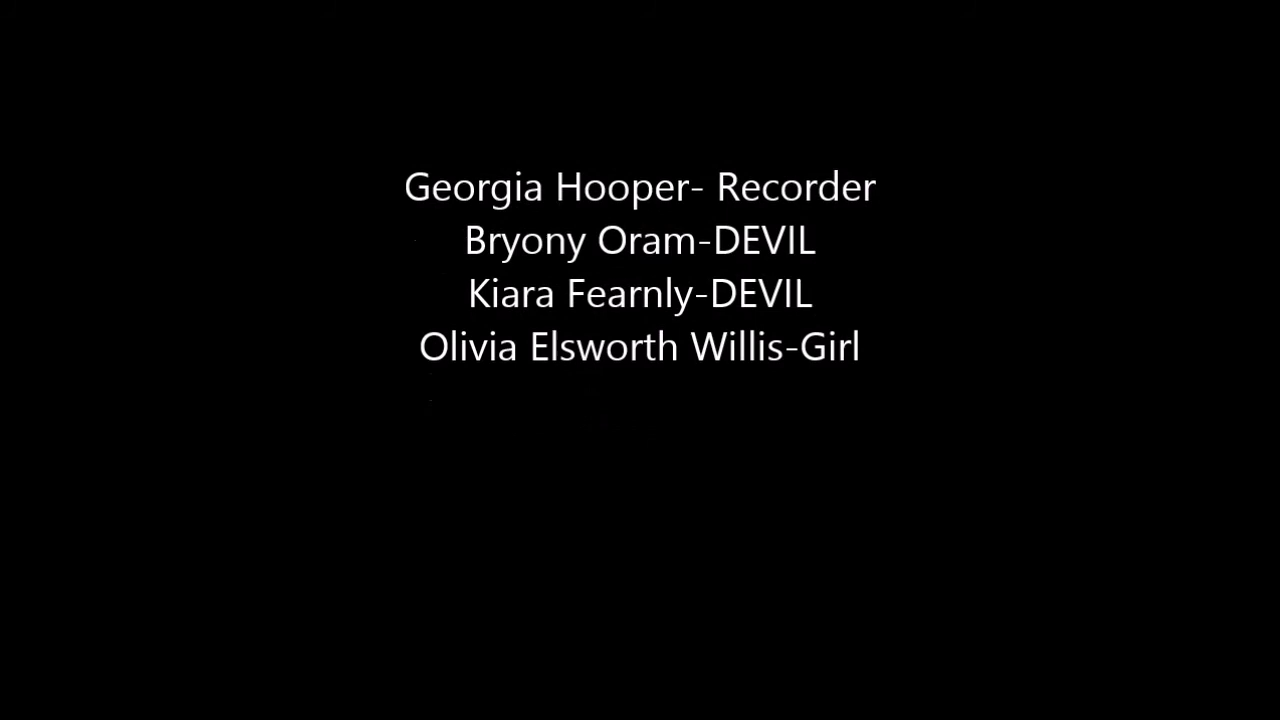 Georgia Hooper- Recorder
Bryony Oram-DEVIL
Kiara Fearnly-DEVIL
Olivia Elsworth Willis-Girl